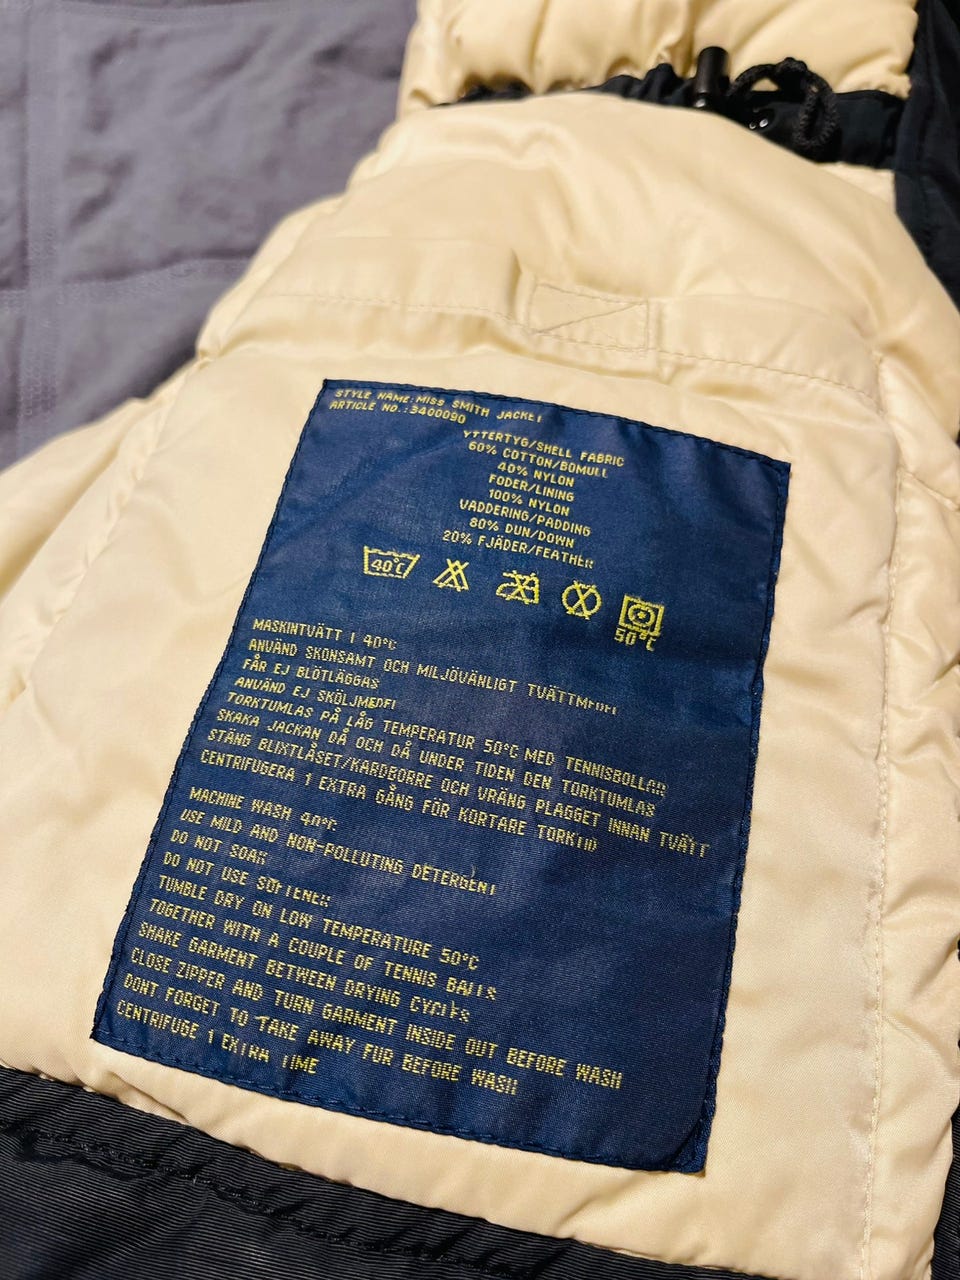 STYLE NAME: MISS SMITH JACKET
ARTICLE NO.: 3400090
YTTERTYG/SHELL FABRIC
60% COTTON/BOMULL
40% NYLON
FODER/LINING
100% NYLON
VADDERING/PADDING
80% DUN/DOWN
20% FJÄDER/FEATHER
40°C
50°C
MASKINTVÄTT I 40°C
ANVÄND SKONSAMT OCH MILJÖVÄNLIGT TVÄTTMEDEL
FÅR EJ BLÖTLÄGGAS
ANVÄND EJ SKÖLJMEDEL
TORKTUMLAS PÅ LÅG TEMPERATUR 50°C MED TENNISBOLLAR
SKAKA JACKAN DÅ OCH DÅ UNDER TIDEN DEN TORKTUMLAS
STÄNG BLIXTLÅSET/KARDBORRE OCH VRÄNG PLAGGET INNAN TVÄTT
CENTRIFUGERA 1 EXTRA GÅNG FÖR KORTARE TORKTID
MACHINE WASH 40°C
USE MILD AND NON-POLLUTING DETERGENT
DO NOT SOAK
DO NOT USE SOFTENER
TUMBLE DRY ON LOW TEMPERATURE 50°C
TOGETHER WITH A COUPLE OF TENNIS BALLS
SHAKE GARMENT BETWEEN DRYING CYCLES
CLOSE ZIPPER AND TURN GARMENT INSIDE OUT BEFORE WASH
DONT FORGET TO TAKE AWAY FUR BEFORE WASH
CENTRIFUGE 1 EXTRA TIME